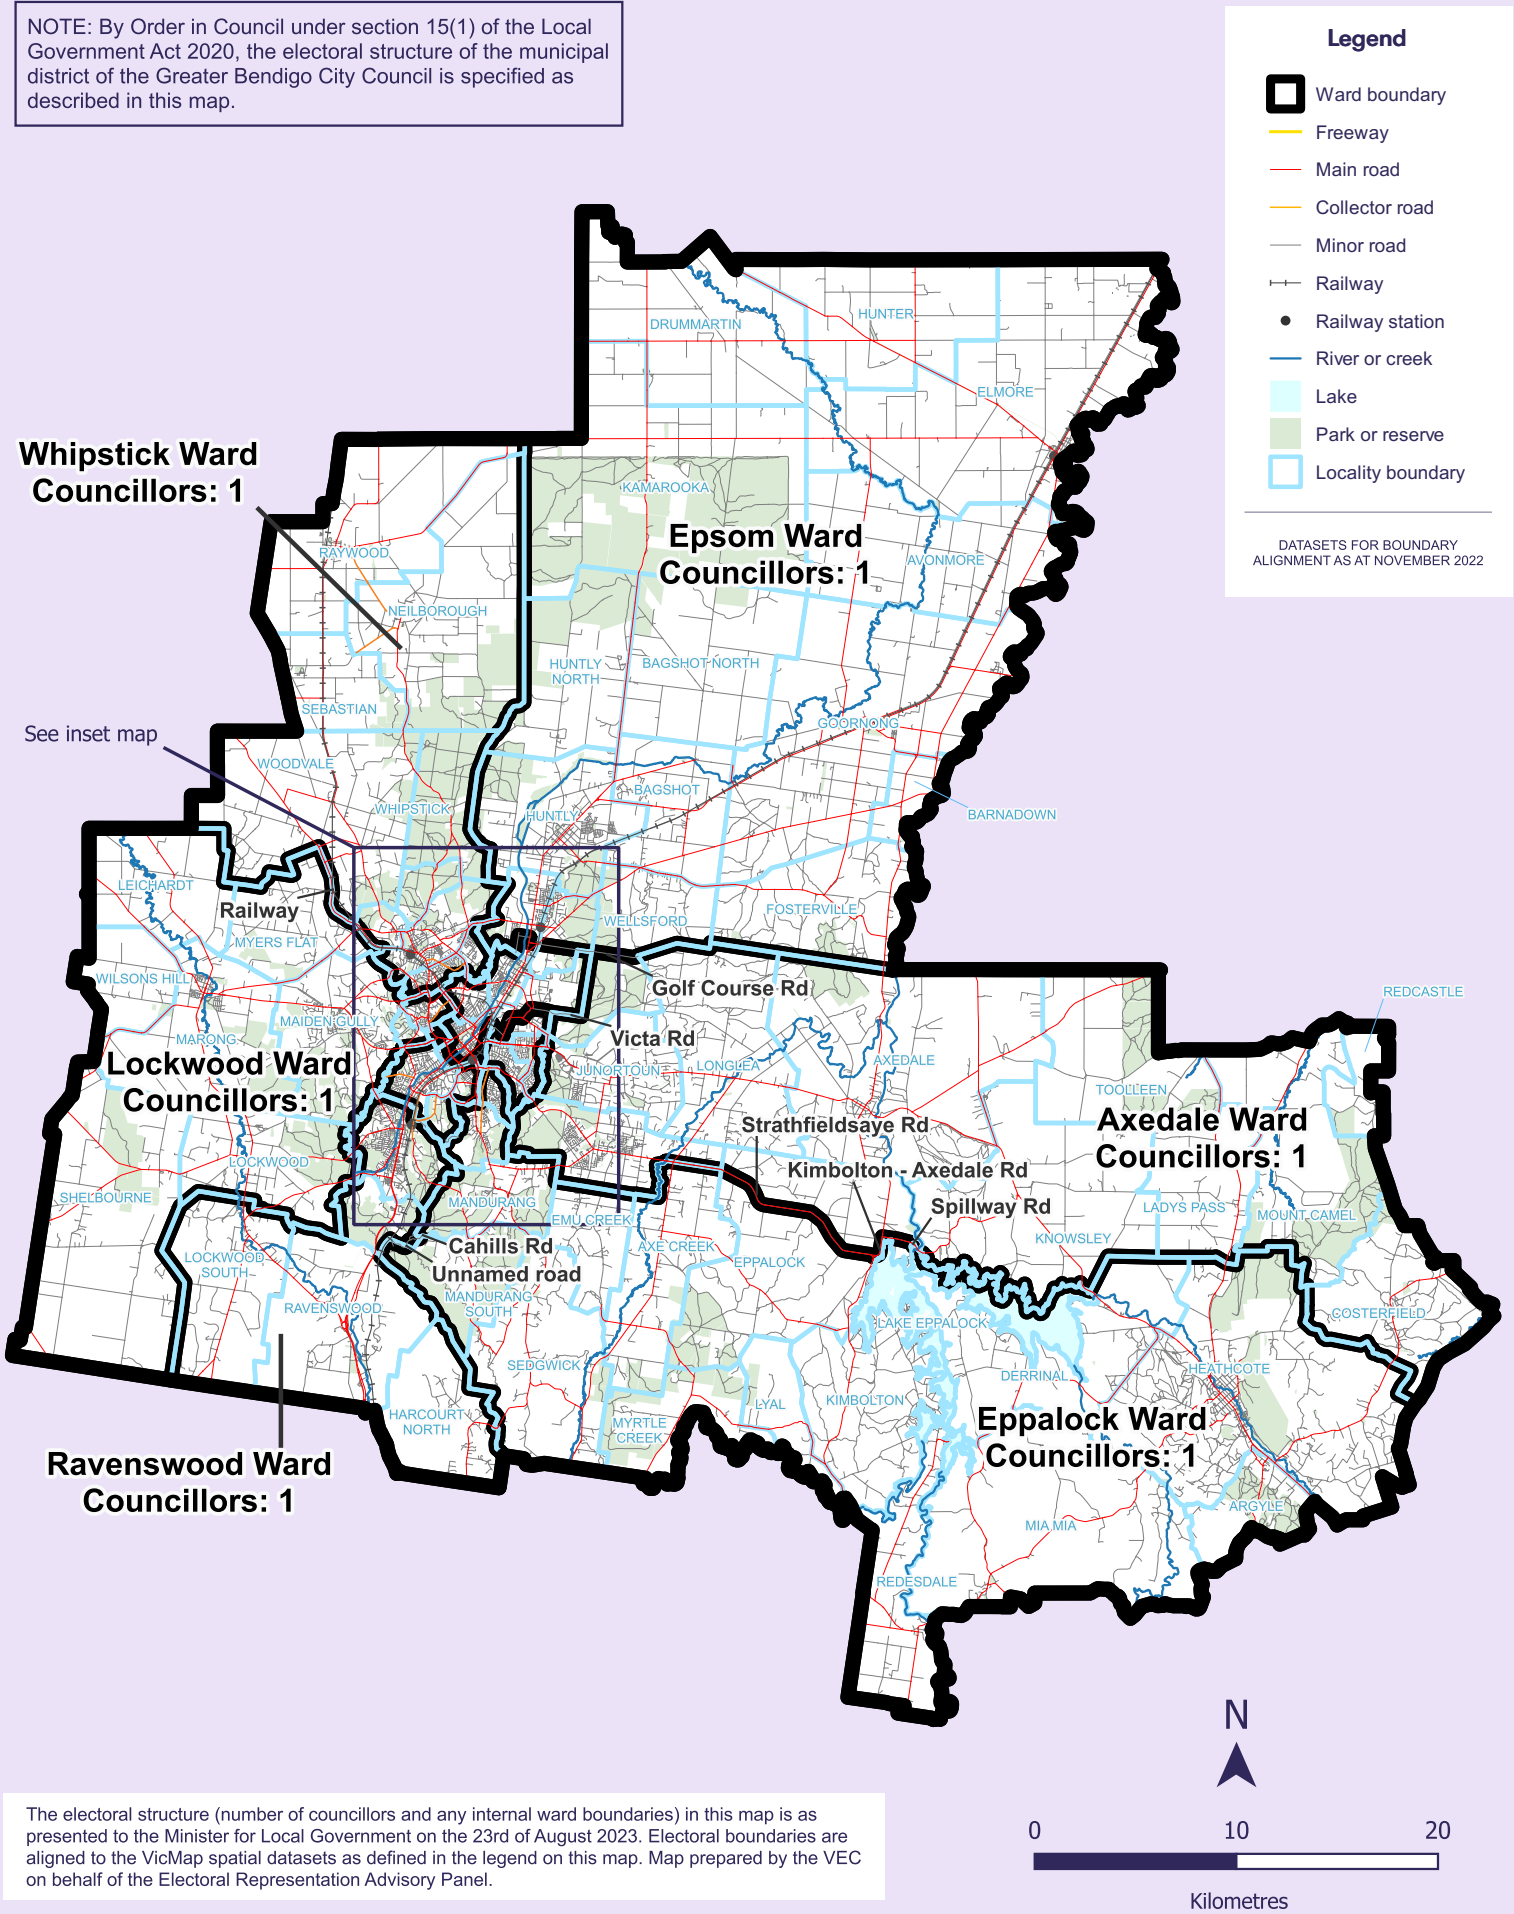 NOTE: By Order in Council under section 15(1) of the Local
Government Act 2020, the electoral structure of the municipal
district of the Greater Bendigo City Council is specified as
described in this map.
Legend
Ward boundary
Freeway
Main road
Collector road
Minor road
Railway
Railway station
River or creek
Lake
Park or reserve
Locality boundary
DATASETS FOR BOUNDARY
ALIGNMENT AS AT NOVEMBER 2022
DRUMMARTIN
HUNTER
ELMORE
Whipstick Ward
Councillors: 1
KAMAROOKA
Epsom Ward
Councillors: 1
RAYWOOD
AVONMORE
NEILBOROUGH
HUNTLY
NORTH
BAGSHOT NORTH
SEBASTIAN
GOORNONG
See inset map
WOODVALE
BAGSHOT
WHIPSTICK
HUNTLY
BARNADOWN
LEICHARDT
Railway
FOSTERVILLE
WELLSFORD
MYERS FLAT
WILSONS HILL
Golf Course Rd
REDCASTLE
MAIDEN GULLY
MARONG
Victa Rd
Lockwood Ward
Councillors: 1
JUNORTOUN
LONGLEA
AXEDALE
TOOLLEEN
Axedale Ward
Councillors: 1
Strathfieldsaye Rd
LOCKWOOD
Kimbolton - Axedale Rd
SHELBOURNE
MANDURANG
Spillway Rd
LADYS PASS
MOUNT CAMEL
EMU CREEK
KNOWSLEY
Cahills Rd
AXE CREEK
LOCKWOOD
SOUTH
EPPALOCK
Unnamed road
MANDURANG
SOUTH
RAVENSWOOD
COSTERFIELD
LAKE EPPALOCK
SEDGWICK
HEATHCOTE
DERRINAL
LYAL
KIMBOLTON
HARCOURT
NORTH
MYRTLE
CREEK
Eppalock Ward
Councillors: 1
Ravenswood Ward
Councillors: 1
ARGYLE
MIA MIA
REDESDALE
N
The electoral structure (number of councillors and any internal ward boundaries) in this map is as
presented to the Minister for Local Government on the 23rd of August 2023. Electoral boundaries are
aligned to the VicMap spatial datasets as defined in the legend on this map. Map prepared by the VEC
on behalf of the Electoral Representation Advisory Panel.
0 10 20
Kilometres